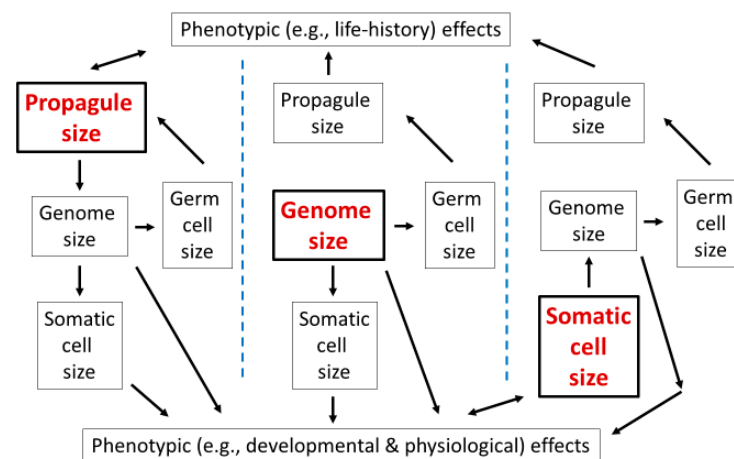 Phenotypic (e.g., life-history) effects
Propagule
size
Genome
size
Germ
cell
size
Somatic
cell
size
Propagule
size
Genome
size
Germ
cell
size
Somatic
cell
size
Propagule
size
Genome
size
Germ
cell
size
Somatic
cell
size
Phenotypic (e.g., developmental & physiological) effects